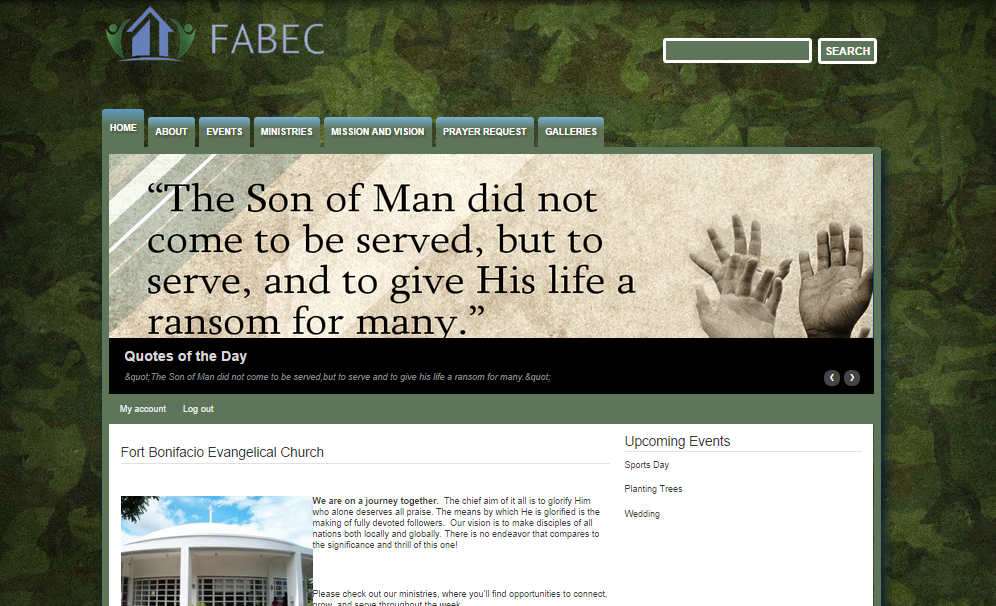 FABEC
SEARCH
HOME
ABOUT
EVENTS
MINISTRIES
MISSION AND VISION
PRAYER REQUEST
GALLERIES
“The Son of Man did not
come to be served, but to
serve, and to give His life a
ransom for many.”
Quotes of the Day
&quot;The Son of Man did not come to be served,but to serve and to give his life a ransom for many.&quot;
My account
Log out
Fort Bonifacio Evangelical Church
We are on a journey together. The chief aim of it all is to glorify Him
who alone deserves all praise. The means by which He is glorified is the
making of fully devoted followers. Our vision is to make disciples of all
nations both locally and globally. There is no endeavor that compares to
the significance and thrill of this one!
Please check out our ministries, where you'll find opportunities to connect,
grow, and serve throughout the week.
Upcoming Events
Sports Day
Planting Trees
Wedding